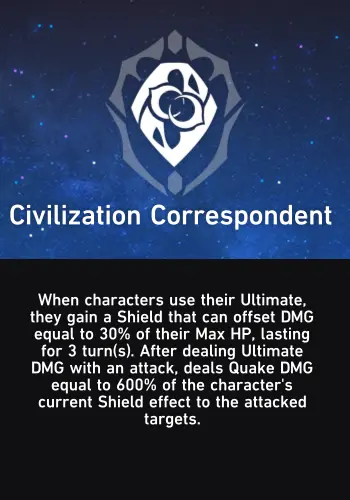 Civilization Correspondent
When characters use their Ultimate,
they gain a Shield that can offset DMG
equal to 30% of their Max HP, lasting
for 3 turn(s). After dealing Ultimate
DMG with an attack, deals Quake DMG
equal to 600% of the character's
current Shield effect to the attacked
targets.